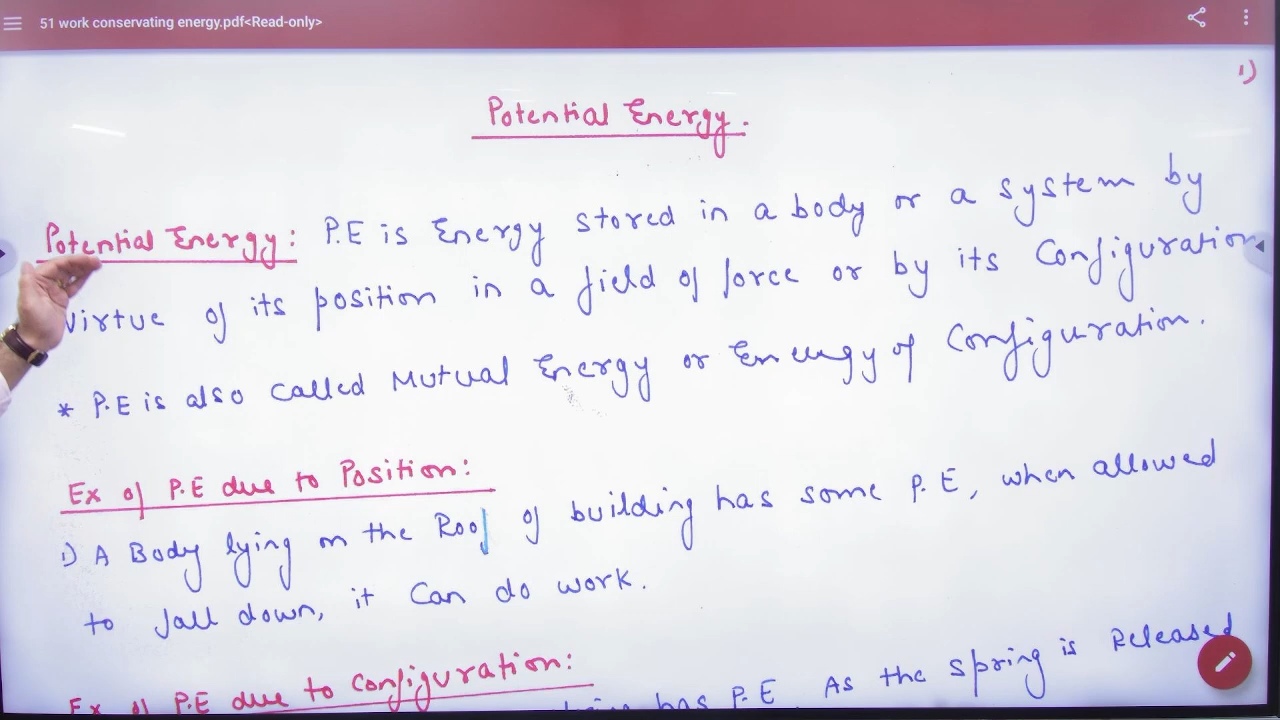 51 work conservating energy.pdf<Read-only>
1)
Potential Energy.
Potential Energy: P.E is Energy stored in a body or a system by
virtue of its position in a field of force or by its Configuration
* P.E is also called Mutual Energy or Energy of Configuration.
Ex of P.E due to Position:
1) A Body lying on the Roof of building has some P.E, when allowed
to fall down, it Can do work.
Ex of P.E due to Configuration:
has P.E. As the spring is Released